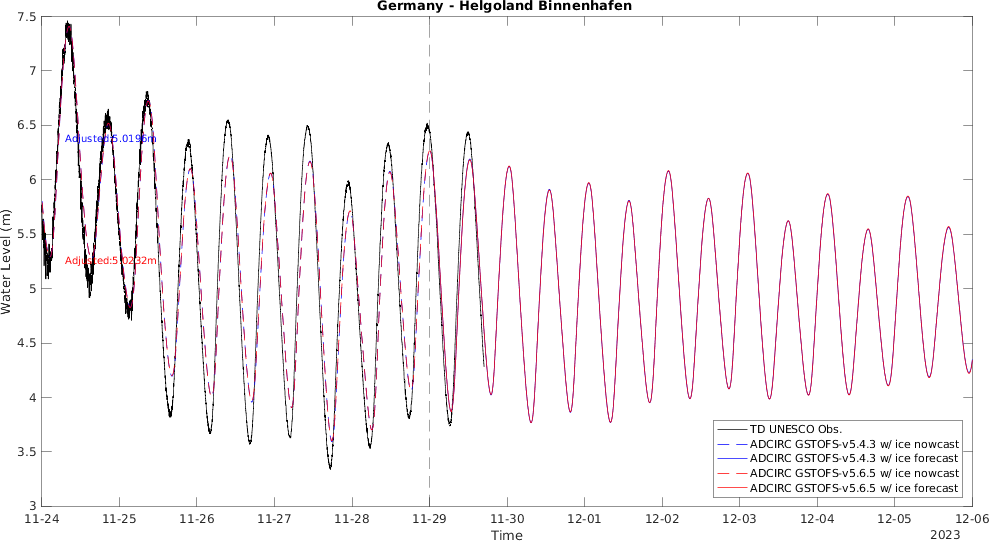 Germany - Helgoland Binnenhafen
7.5
7
6.5
6
5.5
5
4.5
4
3.5
3
Water Level (m)
Adjusted:5.0196m
Adjusted:5.0232m
TD UNESCO Obs.
ADCIRC GSTOFS-v5.4.3 w/ ice nowcast
ADCIRC GSTOFS-v5.4.3 w/ ice forecast
ADCIRC GSTOFS-v5.6.5 w/ ice nowcast
ADCIRC GSTOFS-v5.6.5 w/ ice forecast
11-24 11-25 11-26 11-27 11-28 11-29 11-30 12-01 12-02 12-03 12-04 12-05 12-06
Time
2023